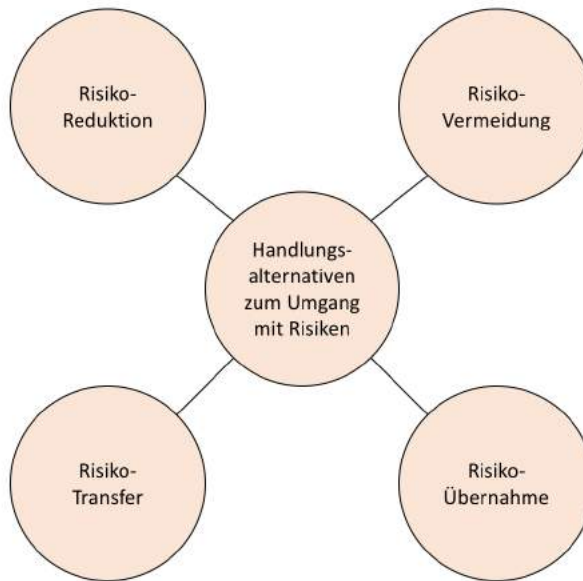 Risiko-
Reduktion
Risiko-
Vermeidung
Handlungs-
alternativen
zum Umgang
mit Risiken
Risiko-
Transfer
Risiko-
Übernahme